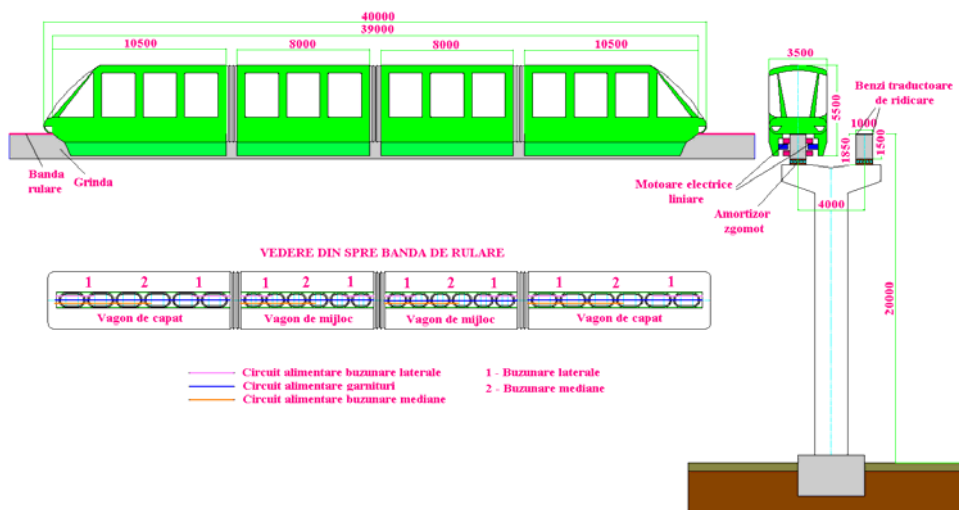 40000
39000
10500
8000
8000
10500
3500
5500
Benzi traductoare
de ridicare
1000
1850
1500
Banda
rulare
Grinda
Motoare electrice
liniare
Amortizor
zgomot
4000
20000
VEDERE DIN SPRE BANDA DE RULARE
1 2 1 1 2 1 1 2 1 1 2 1
Vagon de capat
Vagon de mijloc
Vagon de mijloc
Vagon de capat
Circuit alimentare buzunare laterale
Circuit alimentare garnituri
Circuit alimentare buzunare mediane
1 - Buzunare laterale
2 - Buzunare mediane